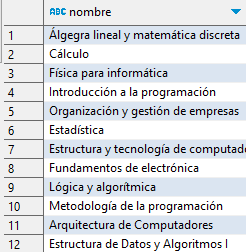 ABC nombre
1 Álgegra lineal y matemática discreta
2 Cálculo
3 Física para informática
4 Introducción a la programación
5 Organización y gestión de empresas
6 Estadística
7 Estructura y tecnología de computad
8 Fundamentos de electrónica
9 Lógica y algorítmica
10 Metodología de la programación
11 Arquitectura de Computadores
12 Estructura de Datos y Algoritmos I